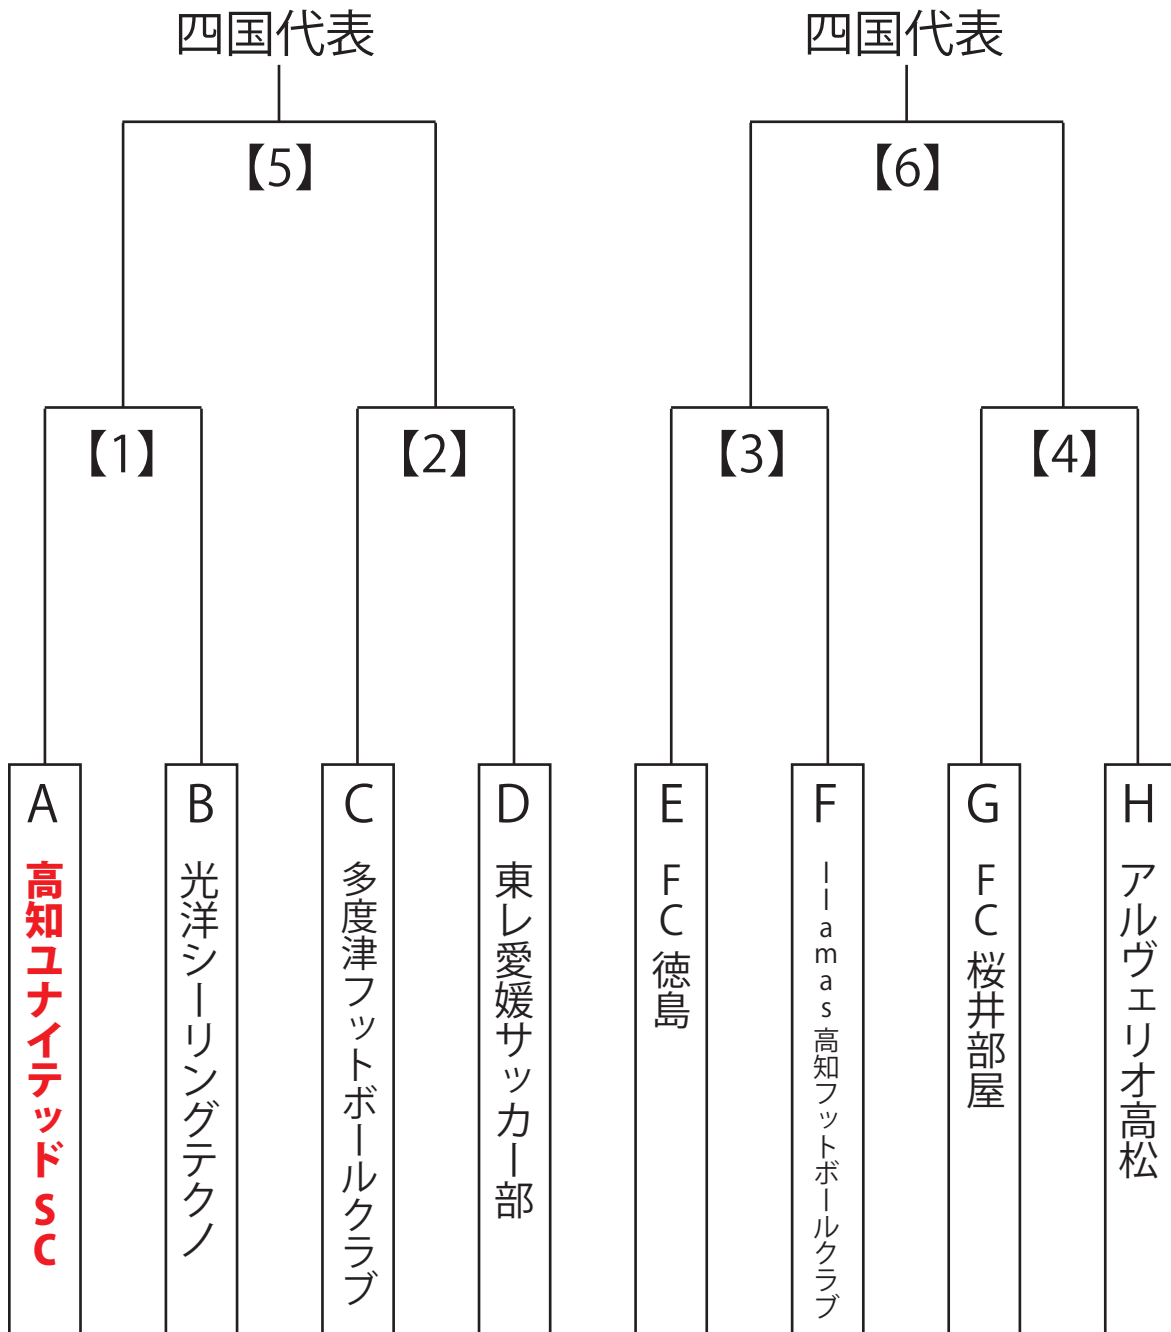 四国代表
四国代表
【5】
【6】
【1】
【2】
【3】
【4】
A 高知ユナイテッドSC
B 光洋シーリングテクノ
C 多度津フットボールクラブ
D 東レ愛媛サッカー部
E FC徳島
F llamas高知フットボールクラブ
G FC桜井部屋
H アルヴェリオ高松